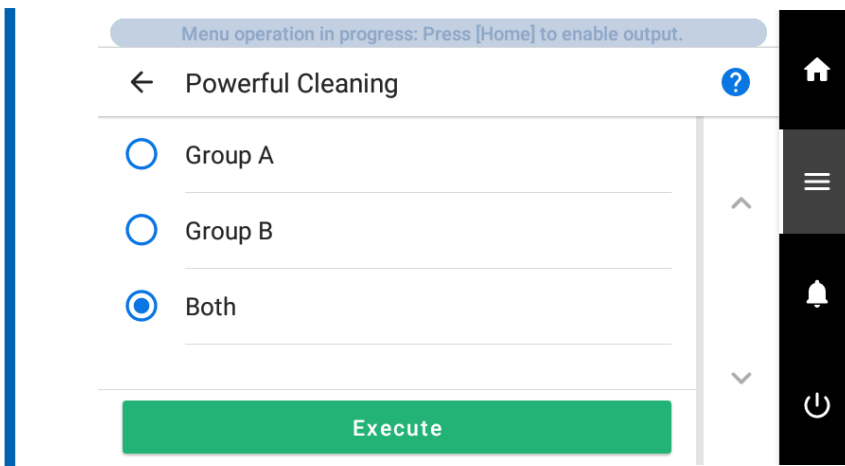 Menu operation in progress: Press [Home] to enable output.
Powerful Cleaning
?
Group A
Group B
Both
Execute